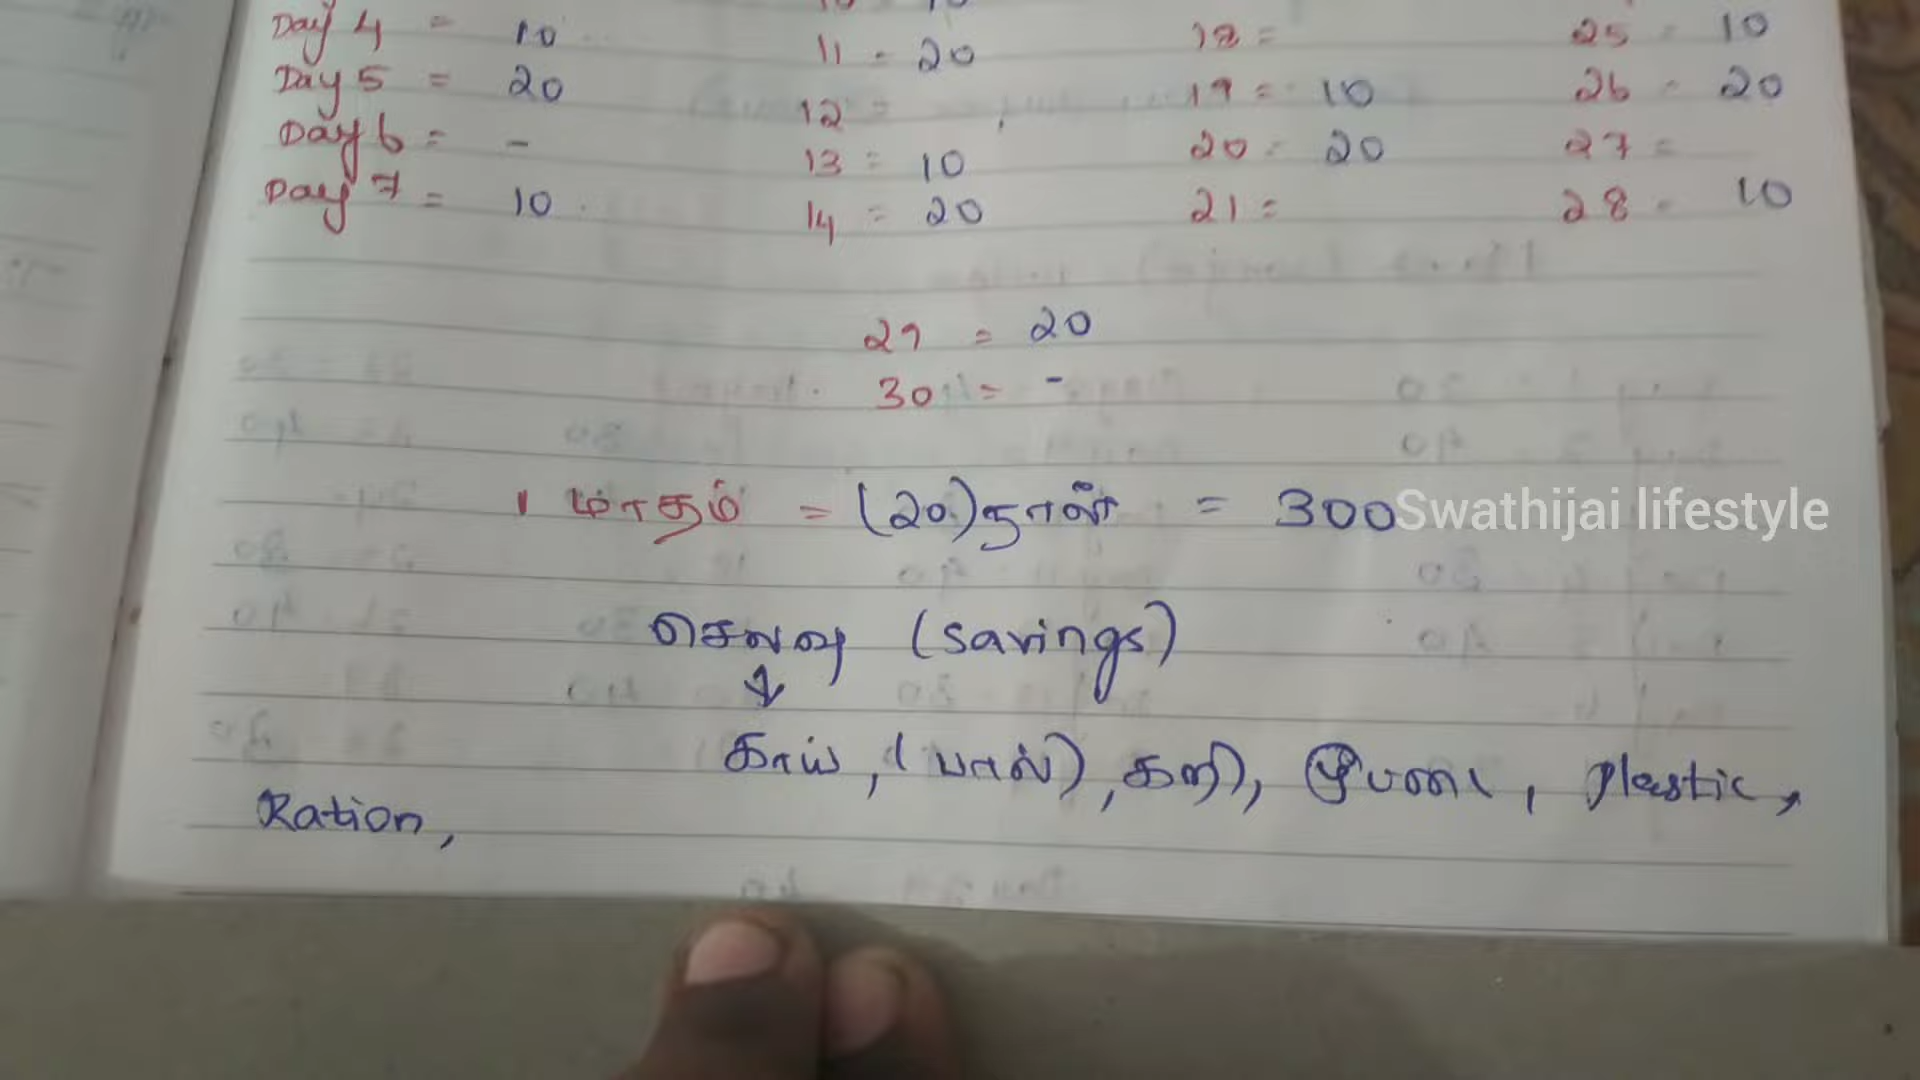 Day 4 = 10 11 = 20 18 = 25 = 10
Day 5 = 20 12 = 19 = 10 26 = 20
Day 6 = - 13 = 10 20 = 20 27 =
Day 7 = 10 14 = 20 21 = 28 = 10
29 = 20
30 = -
1 மாதம் = (20) நாள் = 300 Swathijai lifestyle
செலவு (savings)
காய், (பால்), கறி, plastic,
Ration,